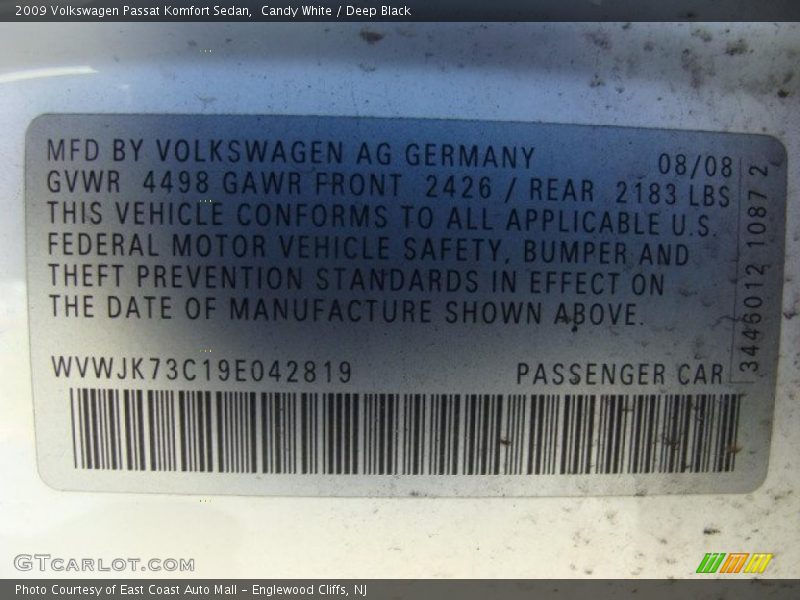 2009 Volkswagen Passat Komfort Sedan,  Candy White / Deep Black
MFD BY VOLKSWAGEN AG GERMANY 08/08
GVWR 4498 GAWR FRONT 2426 / REAR 2183 LBS
THIS VEHICLE CONFORMS TO ALL APPLICABLE U.S.
FEDERAL MOTOR VEHICLE SAFETY, BUMPER AND
THEFT PREVENTION STANDARDS IN EFFECT ON
THE DATE OF MANUFACTURE SHOWN ABOVE.
WVWJK73C19E042819 PASSENGER CAR
3446012 1087 2
GTCARLOT.COM
Photo Courtesy of East Coast Auto Mall – Englewood Cliffs, NJ